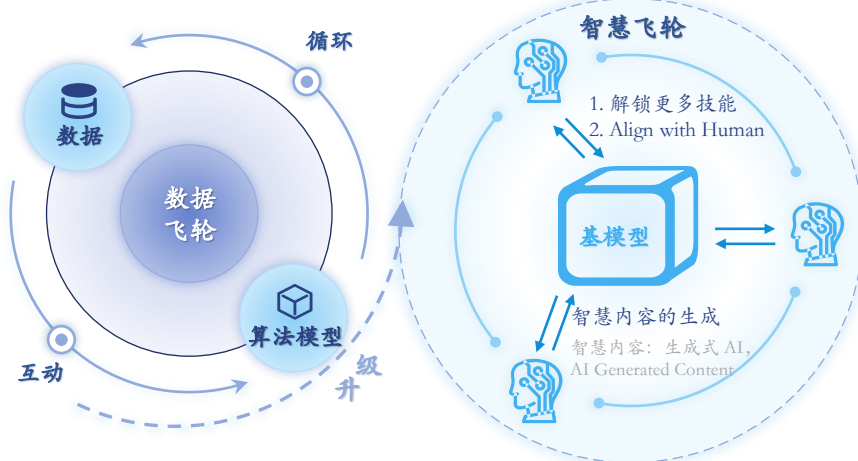 循环
数据
数据
飞轮
算法模型
互动
升级
智慧飞轮
1. 解锁更多技能
2. Align with Human
基模型
智慧内容的生成
智慧内容：生成式 AI，
AI Generated Content